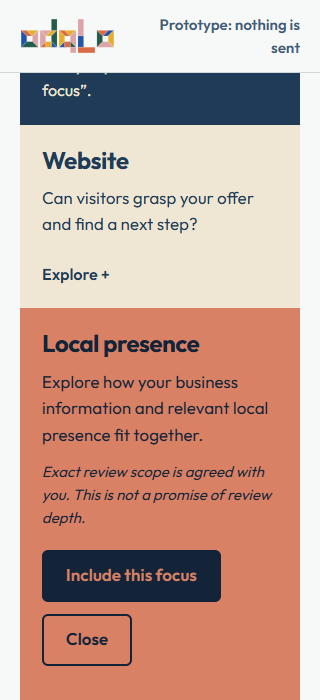 odqlo
Prototype: nothing is
sent
focus”.
Website
Can visitors grasp your offer
and find a next step?
Explore +
Local presence
Explore how your business
information and relevant local
presence fit together.
Exact review scope is agreed with
you. This is not a promise of review
depth.
Include this focus
Close